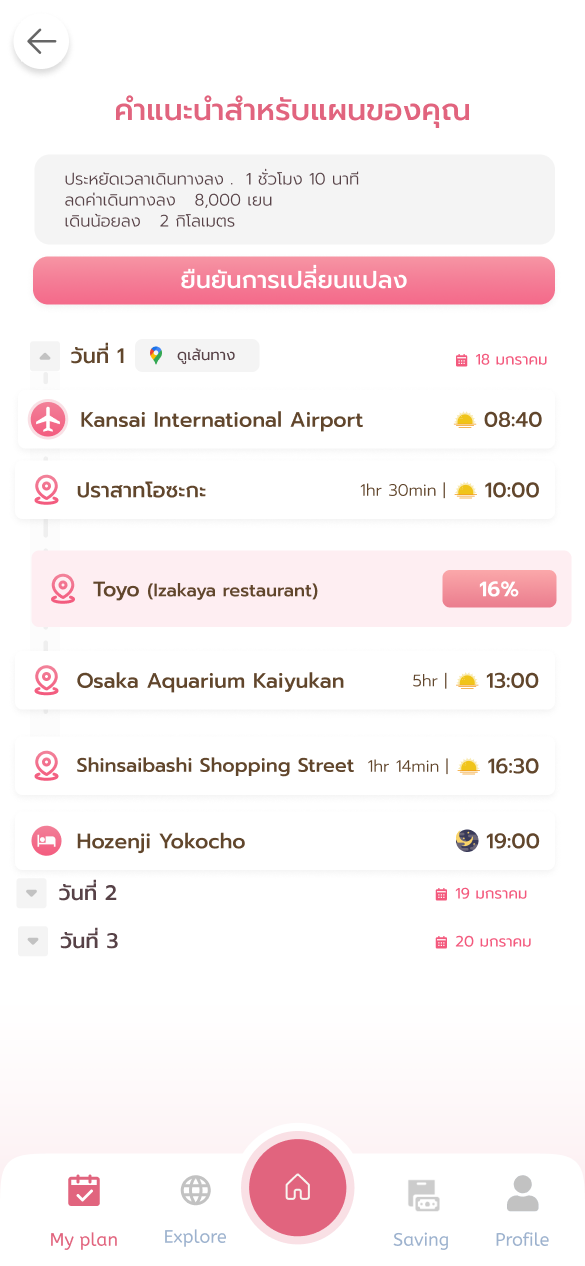 คำแนะนำสำหรับแผนของคุณ
ประหยัดเวลาเดินทางลง . 1 ชั่วโมง 10 นาที
ลดค่าเดินทางลง 8,000 เยน
เดินน้อยลง 2 กิโลเมตร
ยืนยันการเปลี่ยนแปลง
วันที่ 1 ดูเส้นทาง 18 มกราคม
Kansai International Airport 08:40
ปราสาทโอซะกะ 1hr 30min | 10:00
Toyo (Izakaya restaurant) 16%
Osaka Aquarium Kaiyukan 5hr | 13:00
Shinsaibashi Shopping Street 1hr 14min | 16:30
Hozenji Yokocho 19:00
วันที่ 2 19 มกราคม
วันที่ 3 20 มกราคม
My plan Explore Saving Profile